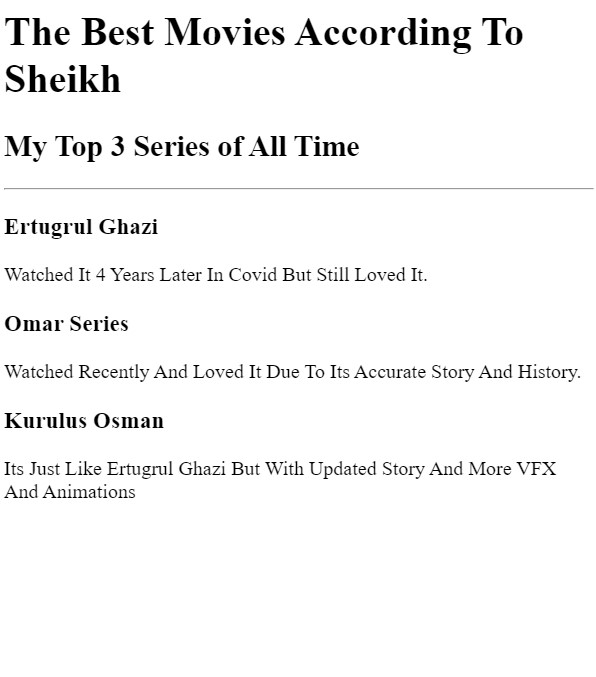 The Best Movies According To
Sheikh
My Top 3 Series of All Time
Ertugrul Ghazi
Watched It 4 Years Later In Covid But Still Loved It.
Omar Series
Watched Recently And Loved It Due To Its Accurate Story And History.
Kurulus Osman
Its Just Like Ertugrul Ghazi But With Updated Story And More VFX
And Animations